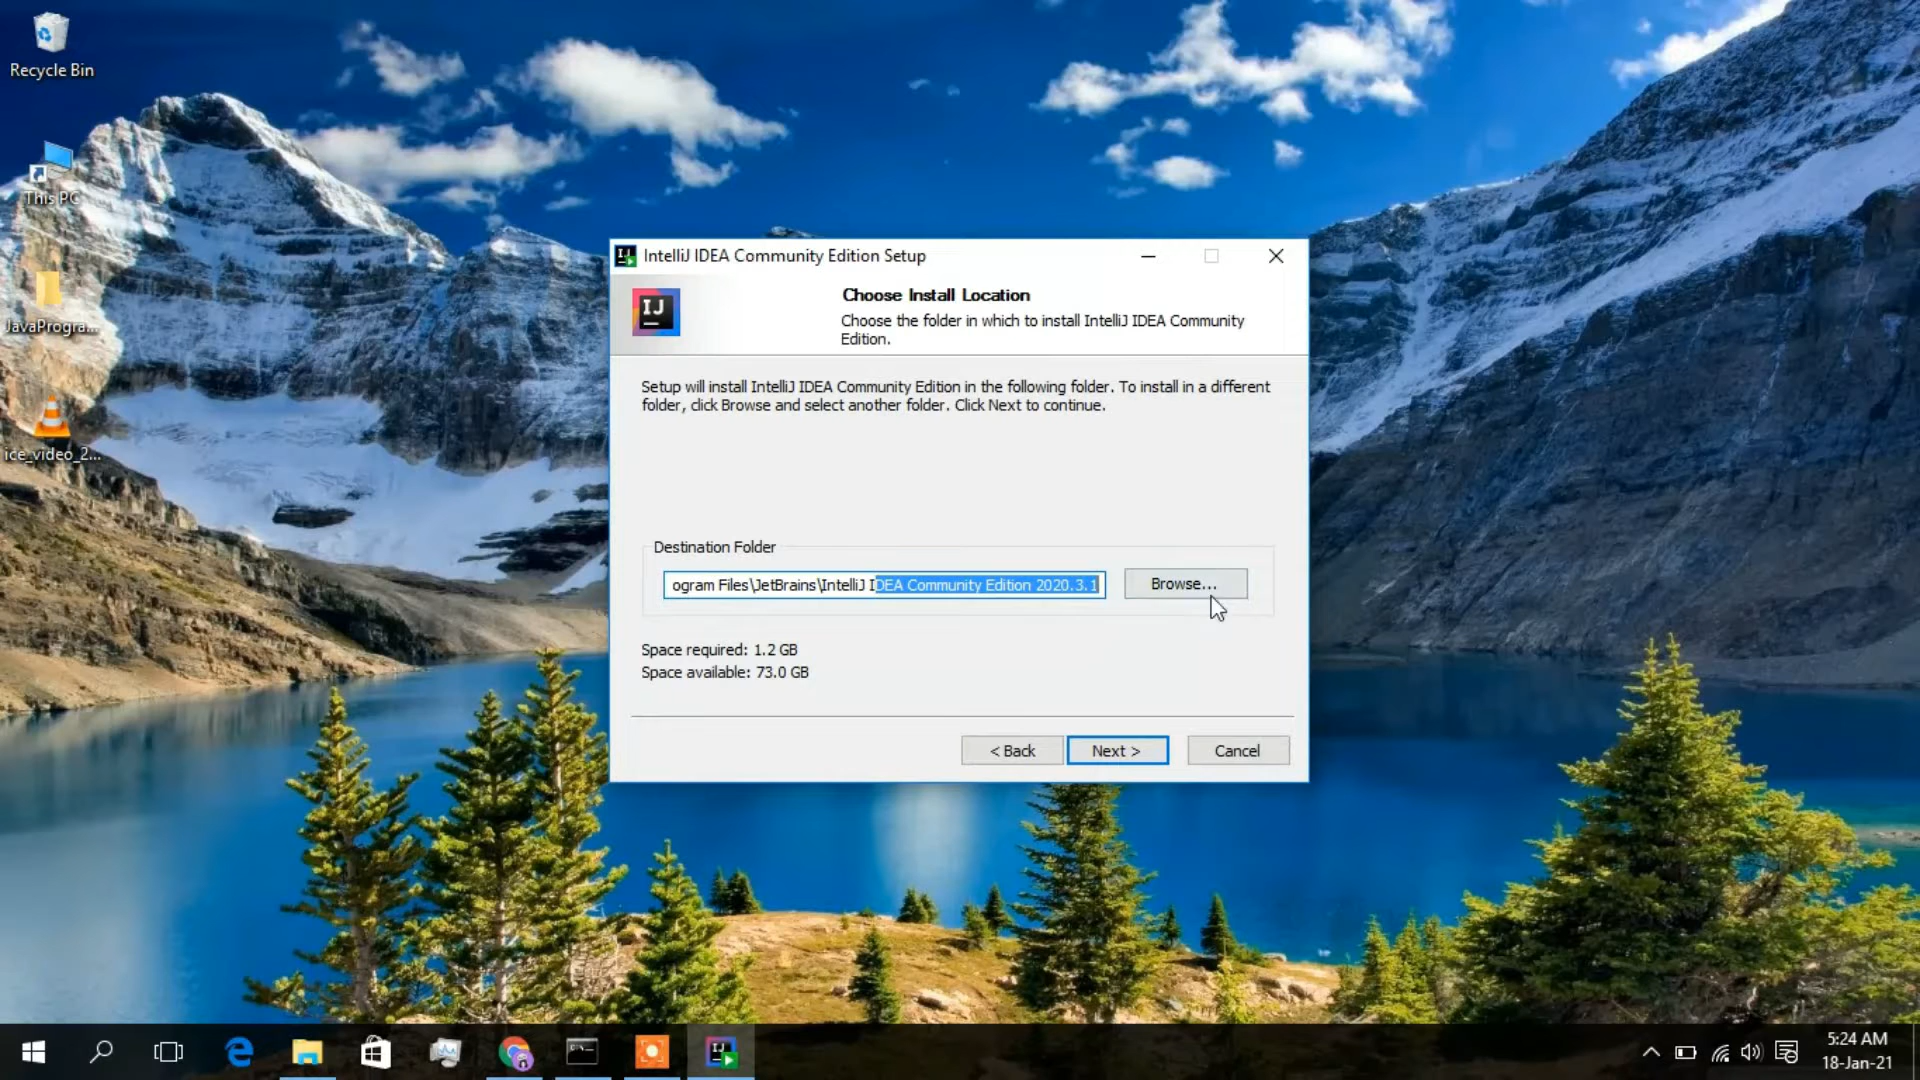 Recycle Bin
This PC
JavaProgra...
ice_video_2...
IntelliJ IDEA Community Edition Setup
IJ
Choose Install Location
Choose the folder in which to install IntelliJ IDEA Community
Edition.
Setup will install IntelliJ IDEA Community Edition in the following folder. To install in a different
folder, click Browse and select another folder. Click Next to continue.
Destination Folder
ogram Files\JetBrains\IntelliJ IDEA Community Edition 2020.3.1
Browse...
Space required: 1.2 GB
Space available: 73.0 GB
< Back
Next >
Cancel
5:24 AM
18-Jan-21